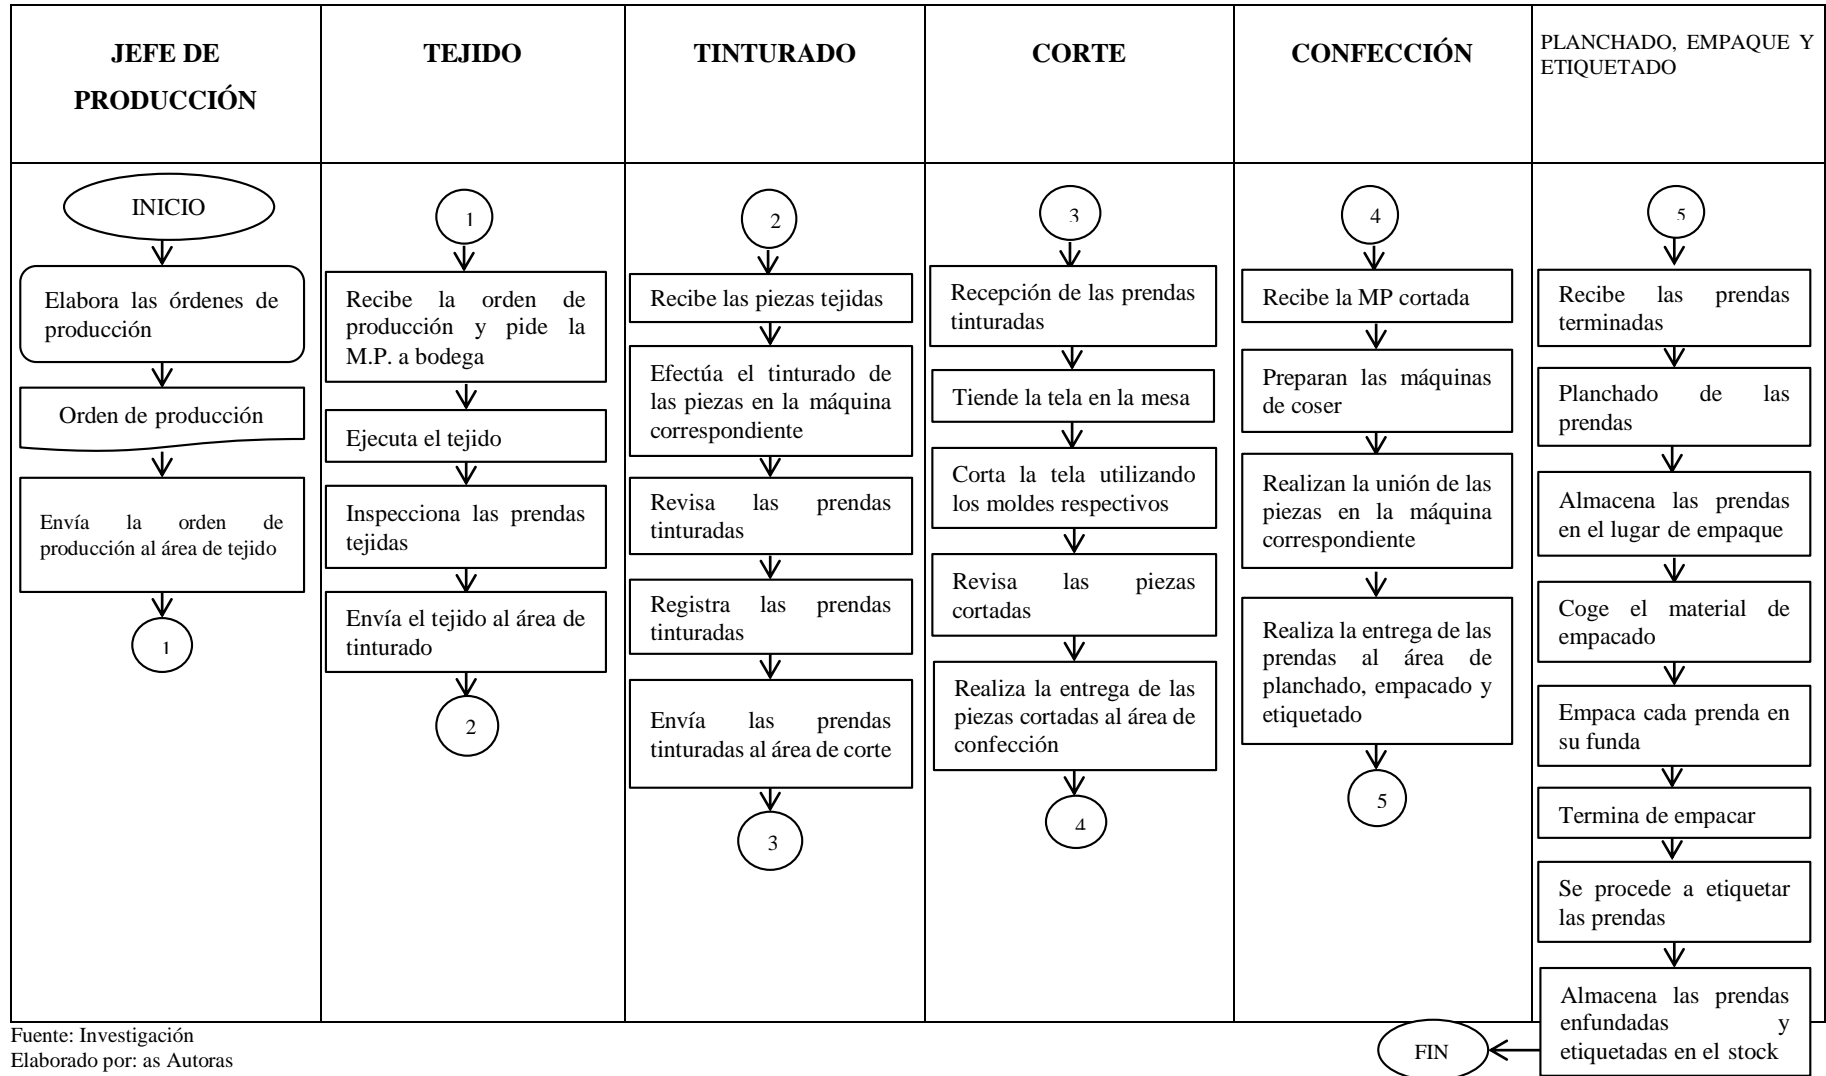 JEFE DE
PRODUCCIÓN
TEJIDO
TINTURADO
CORTE
CONFECCIÓN
PLANCHADO, EMPAQUE Y
ETIQUETADO
INICIO
Elabora las órdenes de
producción
Orden de producción
Envía la orden de
producción al área de tejido
1
1
Recibe la orden de
producción y pide la
M.P. a bodega
Ejecuta el tejido
Inspecciona las prendas
tejidas
Envía el tejido al área de
tinturado
2
2
Recibe las piezas tejidas
Efectúa el tinturado de
las piezas en la máquina
correspondiente
Revisa las prendas
tinturadas
Registra las prendas
tinturadas
Envía las prendas
tinturadas al área de corte
3
3
Recepción de las prendas
tinturadas
Tiende la tela en la mesa
Corta la tela utilizando
los moldes respectivos
Revisa las piezas
cortadas
Realiza la entrega de las
piezas cortadas al área de
confección
4
4
Recibe la MP cortada
Preparan las máquinas
de coser
Realizan la unión de las
piezas en la máquina
correspondiente
Realiza la entrega de las
prendas al área de
planchado, empacado y
etiquetado
5
5
Recibe las prendas
terminadas
Planchado de las
prendas
Almacena las prendas
en el lugar de empaque
Coge el material de
empacado
Empaca cada prenda en
su funda
Termina de empacar
Se procede a etiquetar
las prendas
Almacena las prendas
enfundadas y
etiquetadas en el stock
FIN
Fuente: Investigación
Elaborado por: as Autoras